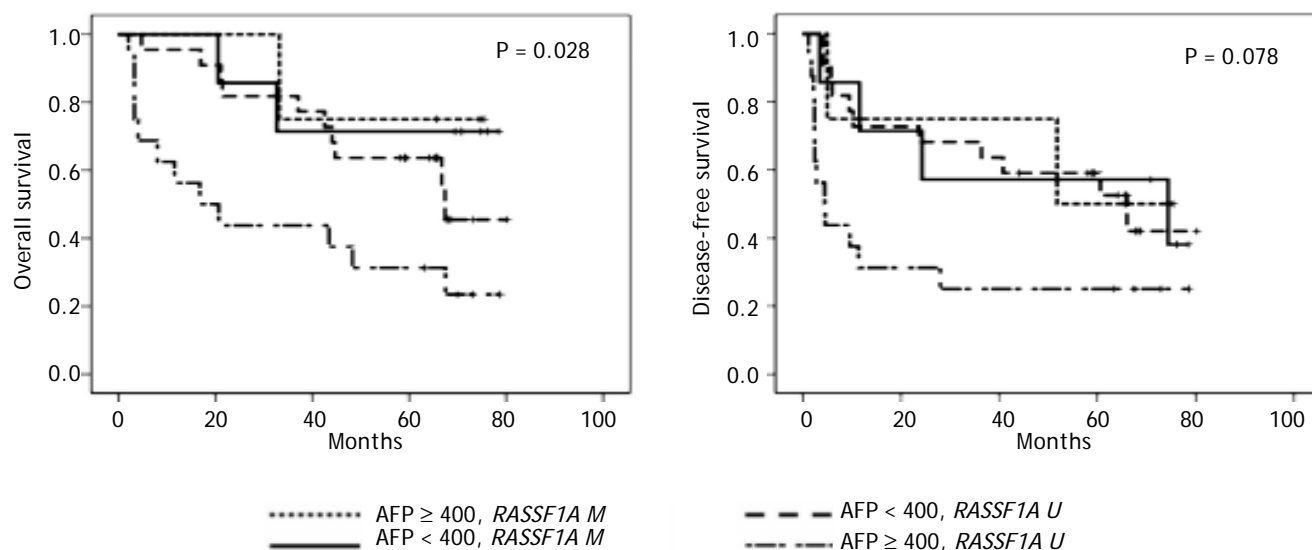 P = 0.028
Overall survival
1.0
0.8
0.6
0.4
0.2
0.0
0 20 40 60 80 100
Months
P = 0.078
Disease-free survival
1.0
0.8
0.6
0.4
0.2
0.0
0 20 40 60 80 100
Months
AFP ≥ 400, RASSF1A M
AFP < 400, RASSF1A M
AFP < 400, RASSF1A U
AFP ≥ 400, RASSF1A U